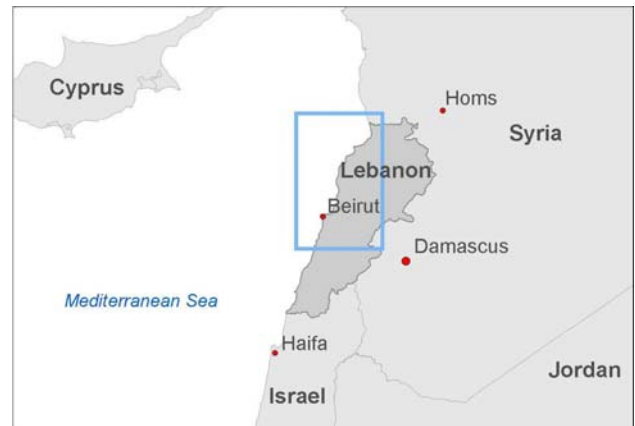 Cyprus
Homs
Syria
Lebanon
Beirut
Damascus
Mediterranean Sea
Haifa
Jordan
Israel